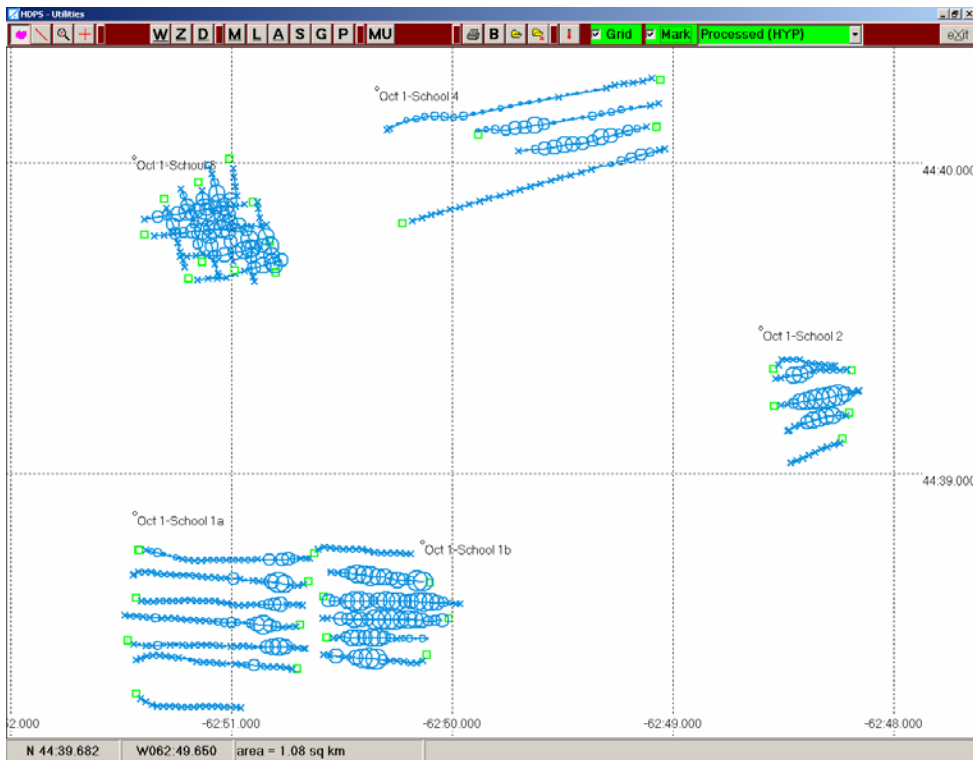 HDPS - Utilities
W Z D M L A S G P MU B Grid Mark Processed (HYP) eXit
Oct 1-School 4
Oct 1-School
44:40.000
Oct 1-School 2
44:39.000
Oct 1-School 1a
Oct 1-School 1b
2.000 -62:51.000 -62:50.000 -62:49.000 -62:48.000
N 44:39.682 W062:49.650 area = 1.08 sq km